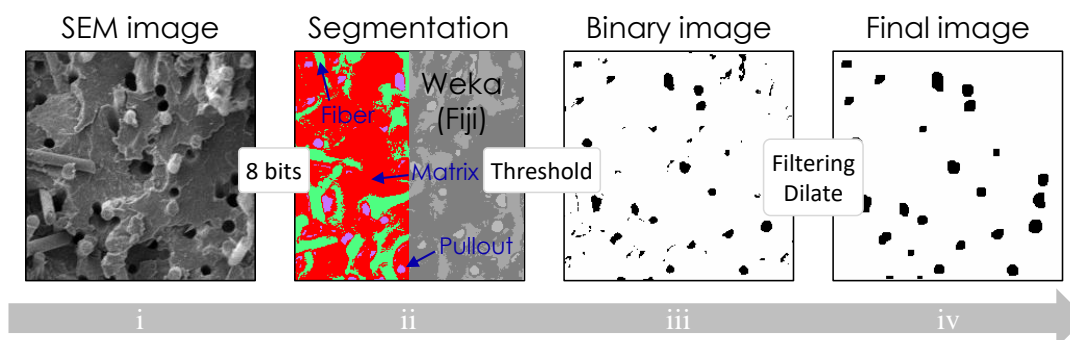 SEM image
Segmentation
Binary image
Final image
Weka
(Fiji)
Fiber
8 bits
Matrix
Threshold
Filtering
Dilate
Pullout
i
ii
iii
iv